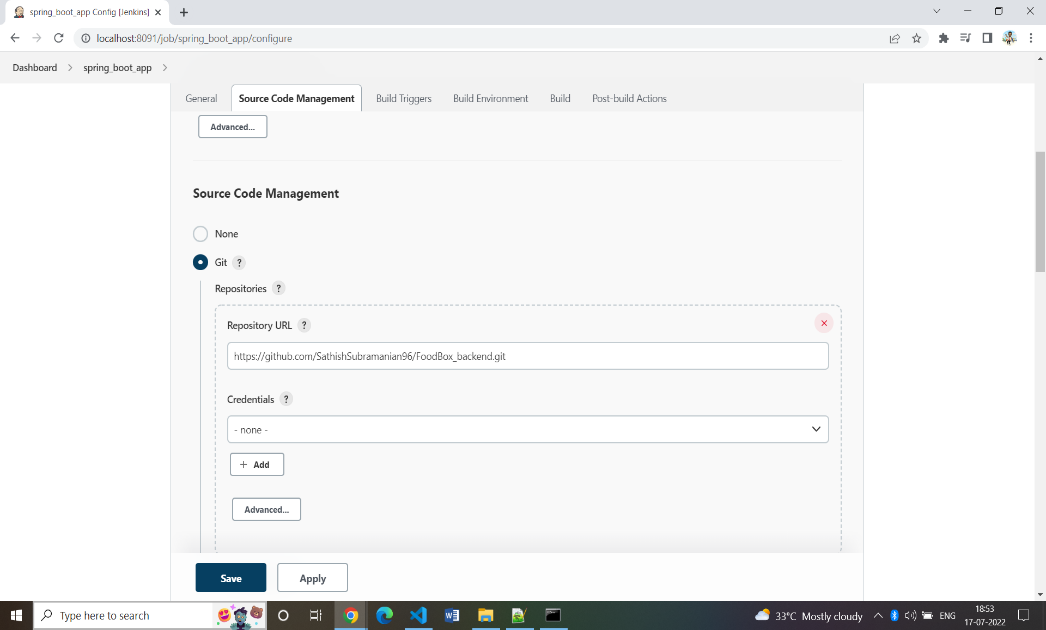 spring_boot_app Config [Jenkins]
localhost:8091/job/spring_boot_app/configure
Dashboard > spring_boot_app >
General Source Code Management Build Triggers Build Environment Build Post-build Actions
Advanced...
Source Code Management
None
Git ?
Repositories ?
Repository URL ?
https://github.com/SathishSubramanian96/FoodBox_backend.git
Credentials ?
- none -
+ Add
Advanced...
Save Apply
Type here to search
33°C Mostly cloudy ENG
18:53
17-07-2022